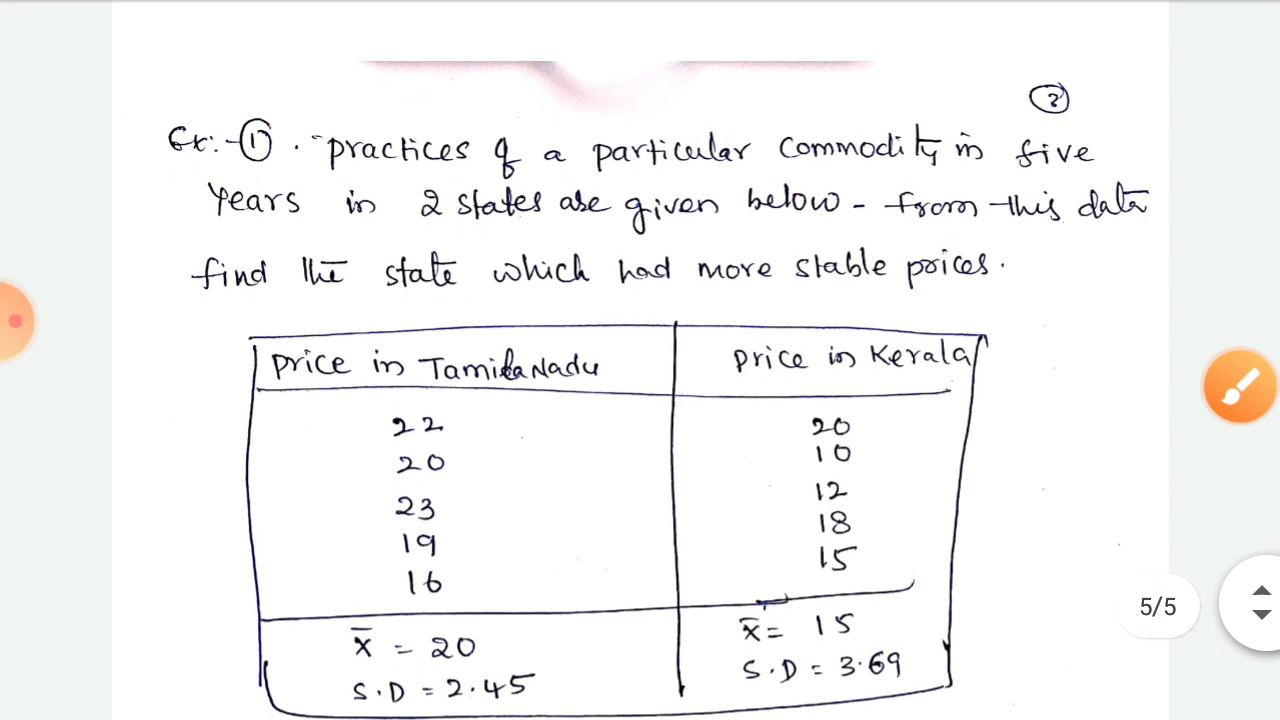 ?
Ex:- 1 . practices of a particular commodity in five
years in 2 states are given below - from this data
find the state which had more stable prices.
Price in TamilaNadu
Price in Kerala
22
20
20
10
23
12
19
18
16
15
x̄ = 20
x̄ = 15
S.D = 2.45
S.D = 3.69
5/5